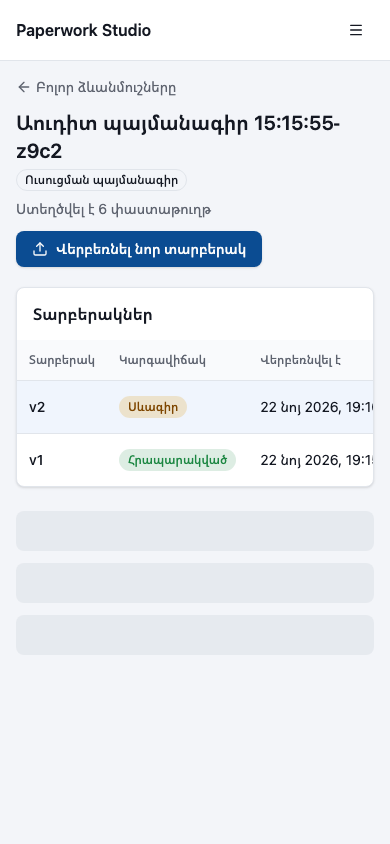 Paperwork Studio
← Բոլոր ձևանմուշները
Աուդիտ պայմանագիր 15:15:55-
z9c2
Ուսուցման պայմանագիր
Ստեղծվել է 6 փաստաթուղթ
Վերբեռնել նոր տարբերակ
Տարբերակներ
Տարբերակ Կարգավիճակ Վերբեռնվել է
v2 Սևագիր 22 նոյ 2026, 19:1
v1 Հրապարակված 22 նոյ 2026, 19:1